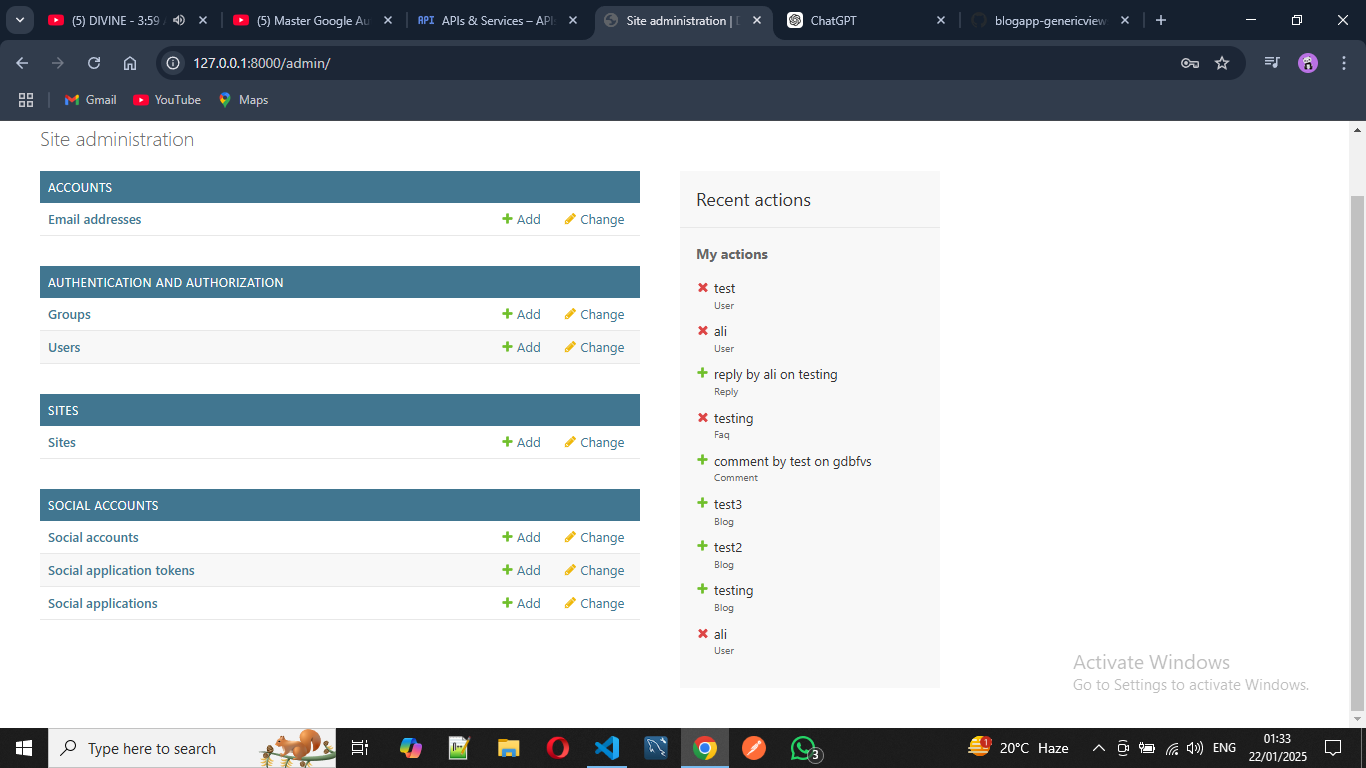 (5) DIVINE - 3:59
(5) Master Google Au
API APIs & Services – APIs
Site administration | D
ChatGPT
blogapp-genericview
127.0.0.1:8000/admin/
Gmail
YouTube
Maps
Site administration
ACCOUNTS
Email addresses Add Change
AUTHENTICATION AND AUTHORIZATION
Groups Add Change
Users Add Change
SITES
Sites Add Change
SOCIAL ACCOUNTS
Social accounts Add Change
Social application tokens Add Change
Social applications Add Change
Recent actions
My actions
test
User
ali
User
reply by ali on testing
Reply
testing
Faq
comment by test on gdbfvs
Comment
test3
Blog
test2
Blog
testing
Blog
ali
User
Activate Windows
Go to Settings to activate Windows.
Type here to search
3
1
20°C Haze
ENG
01:33
22/01/2025